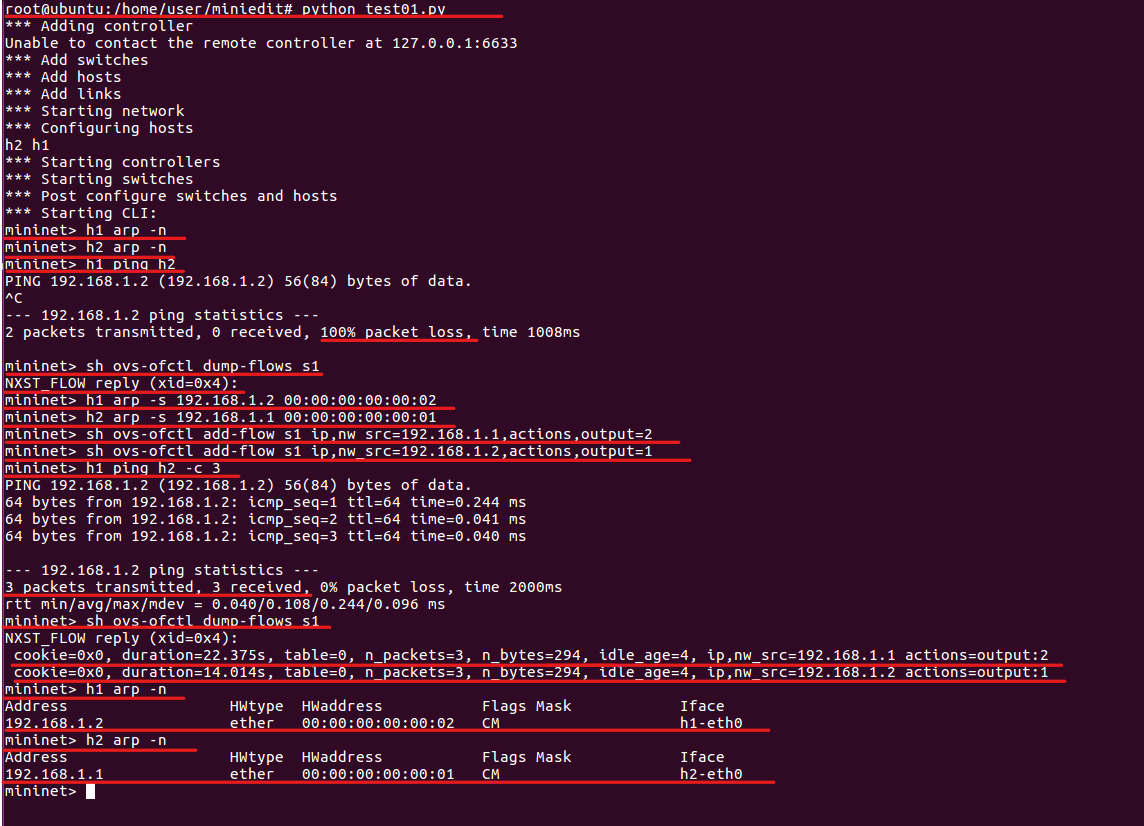 root@ubuntu:/home/user/miniedit# python test01.py
*** Adding controller
Unable to contact the remote controller at 127.0.0.1:6633
*** Add switches
*** Add hosts
*** Add links
*** Starting network
*** Configuring hosts
h2 h1
*** Starting controllers
*** Starting switches
*** Post configure switches and hosts
*** Starting CLI:
mininet> h1 arp -n
mininet> h2 arp -n
mininet> h1 ping h2
PING 192.168.1.2 (192.168.1.2) 56(84) bytes of data.
^C
--- 192.168.1.2 ping statistics ---
2 packets transmitted, 0 received, 100% packet loss, time 1008ms
mininet> sh ovs-ofctl dump-flows s1
NXST_FLOW reply (xid=0x4):
mininet> h1 arp -s 192.168.1.2 00:00:00:00:00:02
mininet> h2 arp -s 192.168.1.1 00:00:00:00:00:01
mininet> sh ovs-ofctl add-flow s1 ip,nw_src=192.168.1.1,actions,output=2
mininet> sh ovs-ofctl add-flow s1 ip,nw_src=192.168.1.2,actions,output=1
mininet> h1 ping h2 -c 3
PING 192.168.1.2 (192.168.1.2) 56(84) bytes of data.
64 bytes from 192.168.1.2: icmp_seq=1 ttl=64 time=0.244 ms
64 bytes from 192.168.1.2: icmp_seq=2 ttl=64 time=0.041 ms
64 bytes from 192.168.1.2: icmp_seq=3 ttl=64 time=0.040 ms
--- 192.168.1.2 ping statistics ---
3 packets transmitted, 3 received, 0% packet loss, time 2000ms
rtt min/avg/max/mdev = 0.040/0.108/0.244/0.096 ms
mininet> sh ovs-ofctl dump-flows s1
NXST_FLOW reply (xid=0x4):
cookie=0x0, duration=22.375s, table=0, n_packets=3, n_bytes=294, idle_age=4, ip,nw_src=192.168.1.1 actions=output:2
cookie=0x0, duration=14.014s, table=0, n_packets=3, n_bytes=294, idle_age=4, ip,nw_src=192.168.1.2 actions=output:1
mininet> h1 arp -n
Address HWtype HWaddress Flags Mask Iface
192.168.1.2 ether 00:00:00:00:00:02 CM h1-eth0
mininet> h2 arp -n
Address HWtype HWaddress Flags Mask Iface
192.168.1.1 ether 00:00:00:00:00:01 CM h2-eth0
mininet>